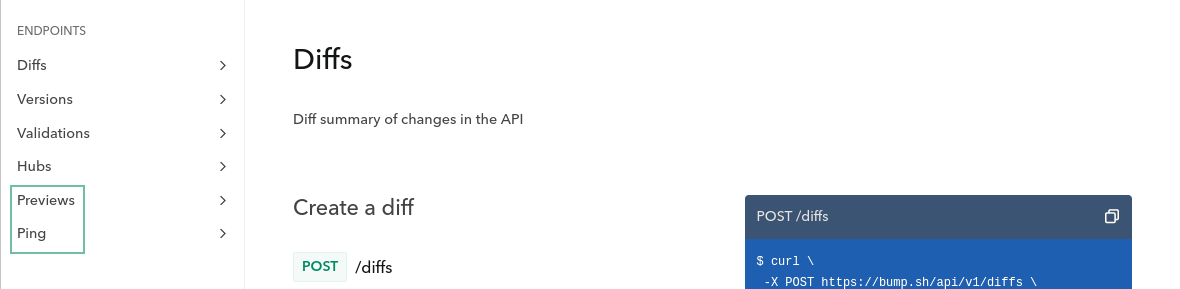 ENDPOINTS
Diffs
Versions
Validations
Hubs
Previews
Ping
Diffs
Diff summary of changes in the API
Create a diff
POST /diffs
POST /diffs
$ curl \
-X POST https://bump.sh/api/v1/diffs \